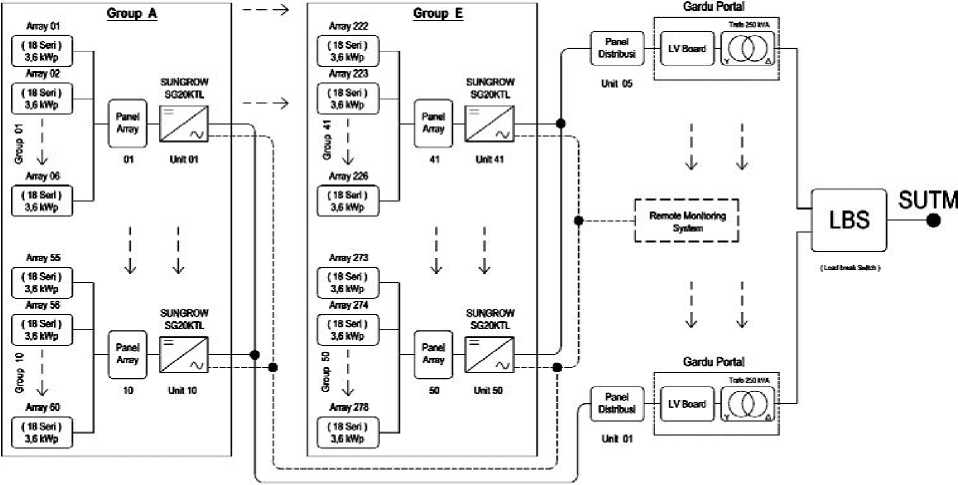 Group A
Array 01
( 18 Seri )
3,6 kWp
Array 02
( 18 Seri )
3,6 kWp
Group 01
Array 06
( 18 Seri )
3,6 kWp
Panel
Array
01
SUNGROW
SG20KTL
Unit 01
Array 55
( 18 Seri )
3,6 kWp
Array 56
( 18 Seri )
3,6 kWp
Group 10
Array 60
( 18 Seri )
3,6 kWp
Panel
Array
10
SUNGROW
SG20KTL
Unit 10
Group E
Array 222
( 18 Seri )
3,6 kWp
Array 223
( 18 Seri )
3,6 kWp
Group 41
Array 226
( 18 Seri )
3,6 kWp
Panel
Array
41
SUNGROW
SG20KTL
Unit 41
Array 273
( 18 Seri )
3,6 kWp
Array 274
( 18 Seri )
3,6 kWp
Group 50
Array 278
( 18 Seri )
3,6 kWp
Panel
Array
50
SUNGROW
SG20KTL
Unit 50
Gardu Portal
Panel
Distribusi
Unit 05
LV Board
Trafo 250 kVA
Y
Δ
Remote Monitoring
System
LBS
( Load break Switch )
SUTM
Gardu Portal
Panel
Distribusi
Unit 01
LV Board
Trafo 250 kVA
Y
Δ